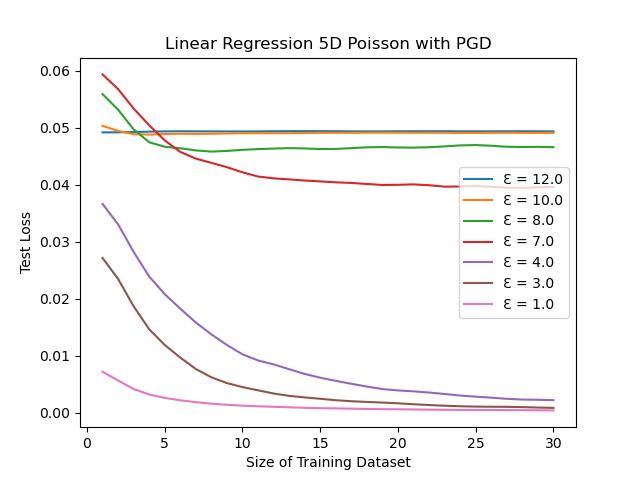 Linear Regression 5D Poisson with PGD
Test Loss
0.06
0.05
0.04
0.03
0.02
0.01
0.00
Ɛ = 12.0
Ɛ = 10.0
Ɛ = 8.0
Ɛ = 7.0
Ɛ = 4.0
Ɛ = 3.0
Ɛ = 1.0
0 5 10 15 20 25 30
Size of Training Dataset